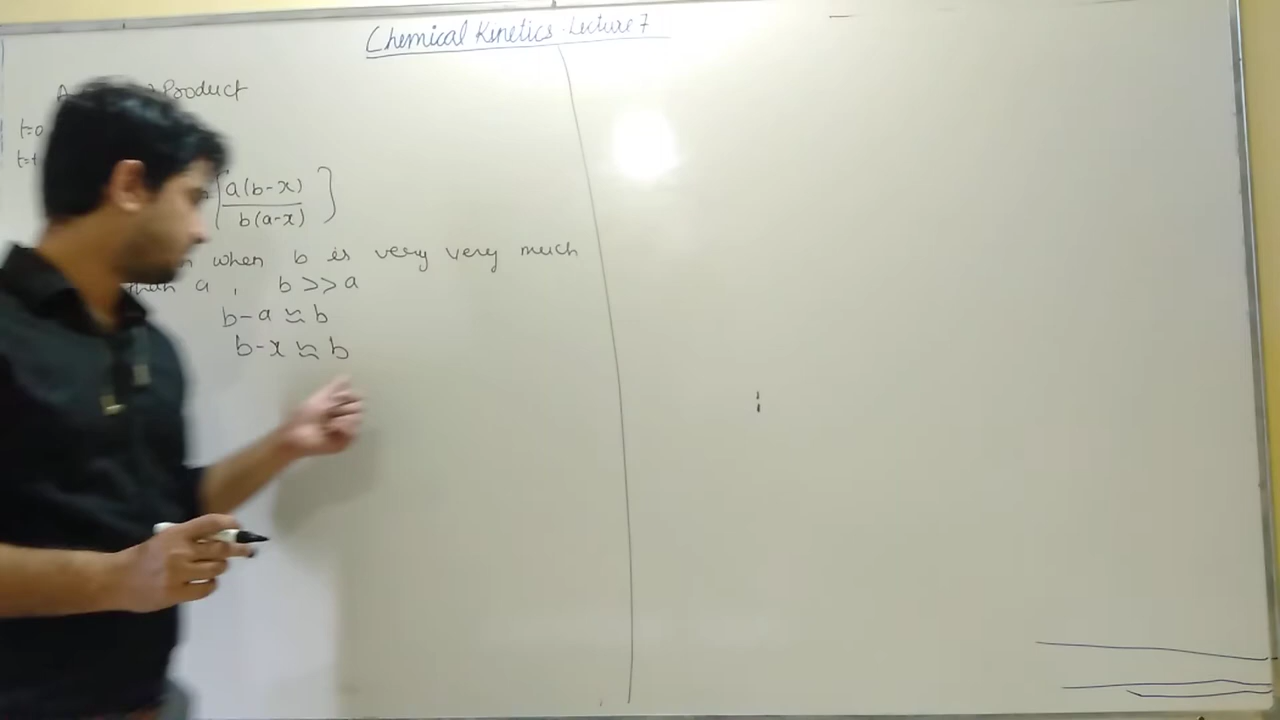 Chemical Kinetics Lecture 7
Product
t=0
a(b-x)
b(a-x)
when b is very very much
than a , b >> a
b-a ≈ b
b-x ≈ b